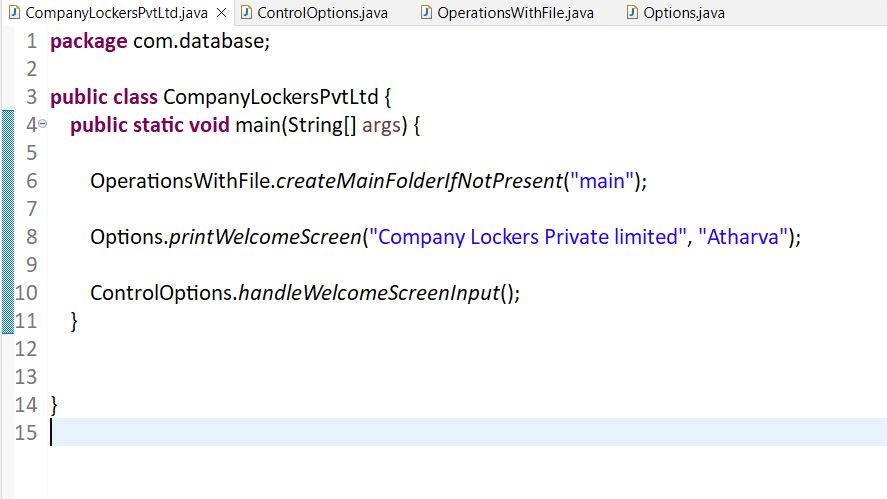 CompanyLockersPvtLtd.java ControlOptions.java OperationsWithFile.java Options.java
1 package com.database;
2
3 public class CompanyLockersPvtLtd {
4 public static void main(String[] args) {
5
6 OperationsWithFile.createMainFolderIfNotPresent("main");
7
8 Options.printWelcomeScreen("Company Lockers Private limited", "Atharva");
9
10 ControlOptions.handleWelcomeScreenInput();
11 }
12
13
14 }
15